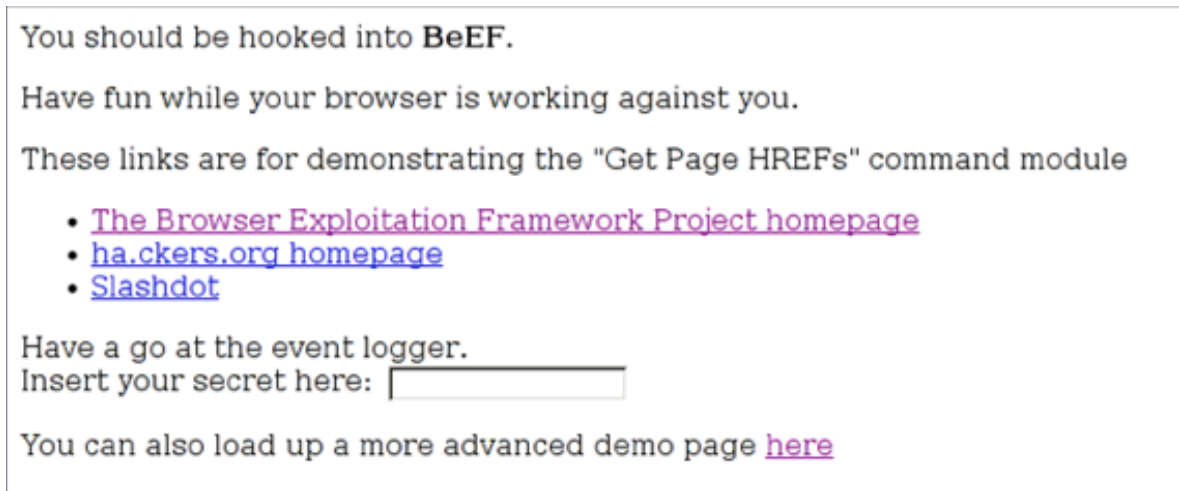 You should be hooked into BeEF.
Have fun while your browser is working against you.
These links are for demonstrating the "Get Page HREFs" command module
• The Browser Exploitation Framework Project homepage
• ha.ckers.org homepage
• Slashdot
Have a go at the event logger.
Insert your secret here:
You can also load up a more advanced demo page here